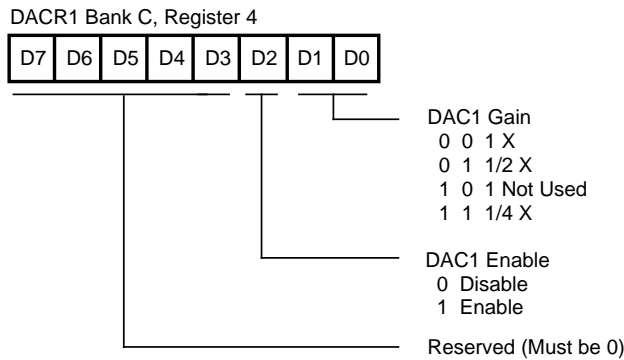 DACR1 Bank C, Register 4
D7 D6 D5 D4 D3 D2 D1 D0
DAC1 Gain
0 0 1 X
0 1 1/2 X
1 0 1 Not Used
1 1 1/4 X
DAC1 Enable
0 Disable
1 Enable
Reserved (Must be 0)